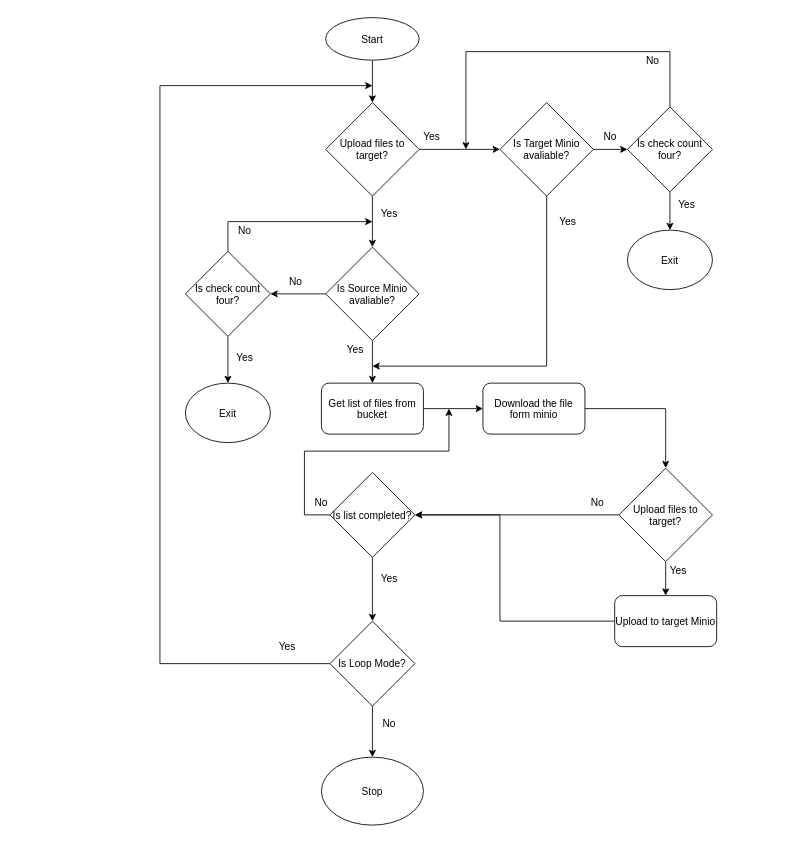 Start
No
Upload files to
target?
Yes
Is Target Minio
avaliable?
No
Is check count
four?
Yes
Yes
Yes
Exit
No
Is check count
four?
No
Is Source Minio
avaliable?
Yes
Yes
Exit
Get list of files from
bucket
Download the file
form minio
No
Is list completed?
No
Upload files to
target?
Yes
Yes
Upload to target Minio
Yes
Is Loop Mode?
No
Stop